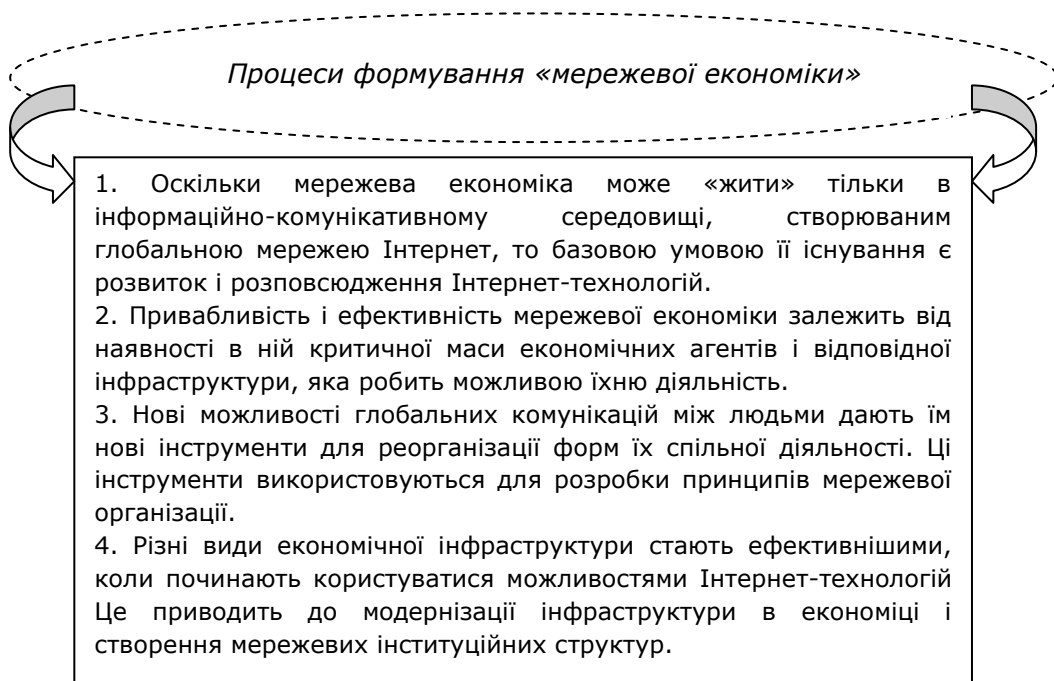 Процеси формування «мережевої економіки»
1. Оскільки мережева економіка може «жити» тільки в
інформаційно-комунікативному середовищі, створюваним
глобальною мережею Інтернет, то базовою умовою її існування є
розвиток і розповсюдження Інтернет-технологій.
2. Привабливість і ефективність мережевої економіки залежить від
наявності в ній критичної маси економічних агентів і відповідної
інфраструктури, яка робить можливою їхню діяльність.
3. Нові можливості глобальних комунікацій між людьми дають їм
нові інструменти для реорганізації форм їх спільної діяльності. Ці
інструменти використовуються для розробки принципів мережевої
організації.
4. Різні види економічної інфраструктури стають ефективнішими,
коли починають користуватися можливостями Інтернет-технологій
Це приводить до модернізації інфраструктури в економіці і
створення мережевих інституційних структур.